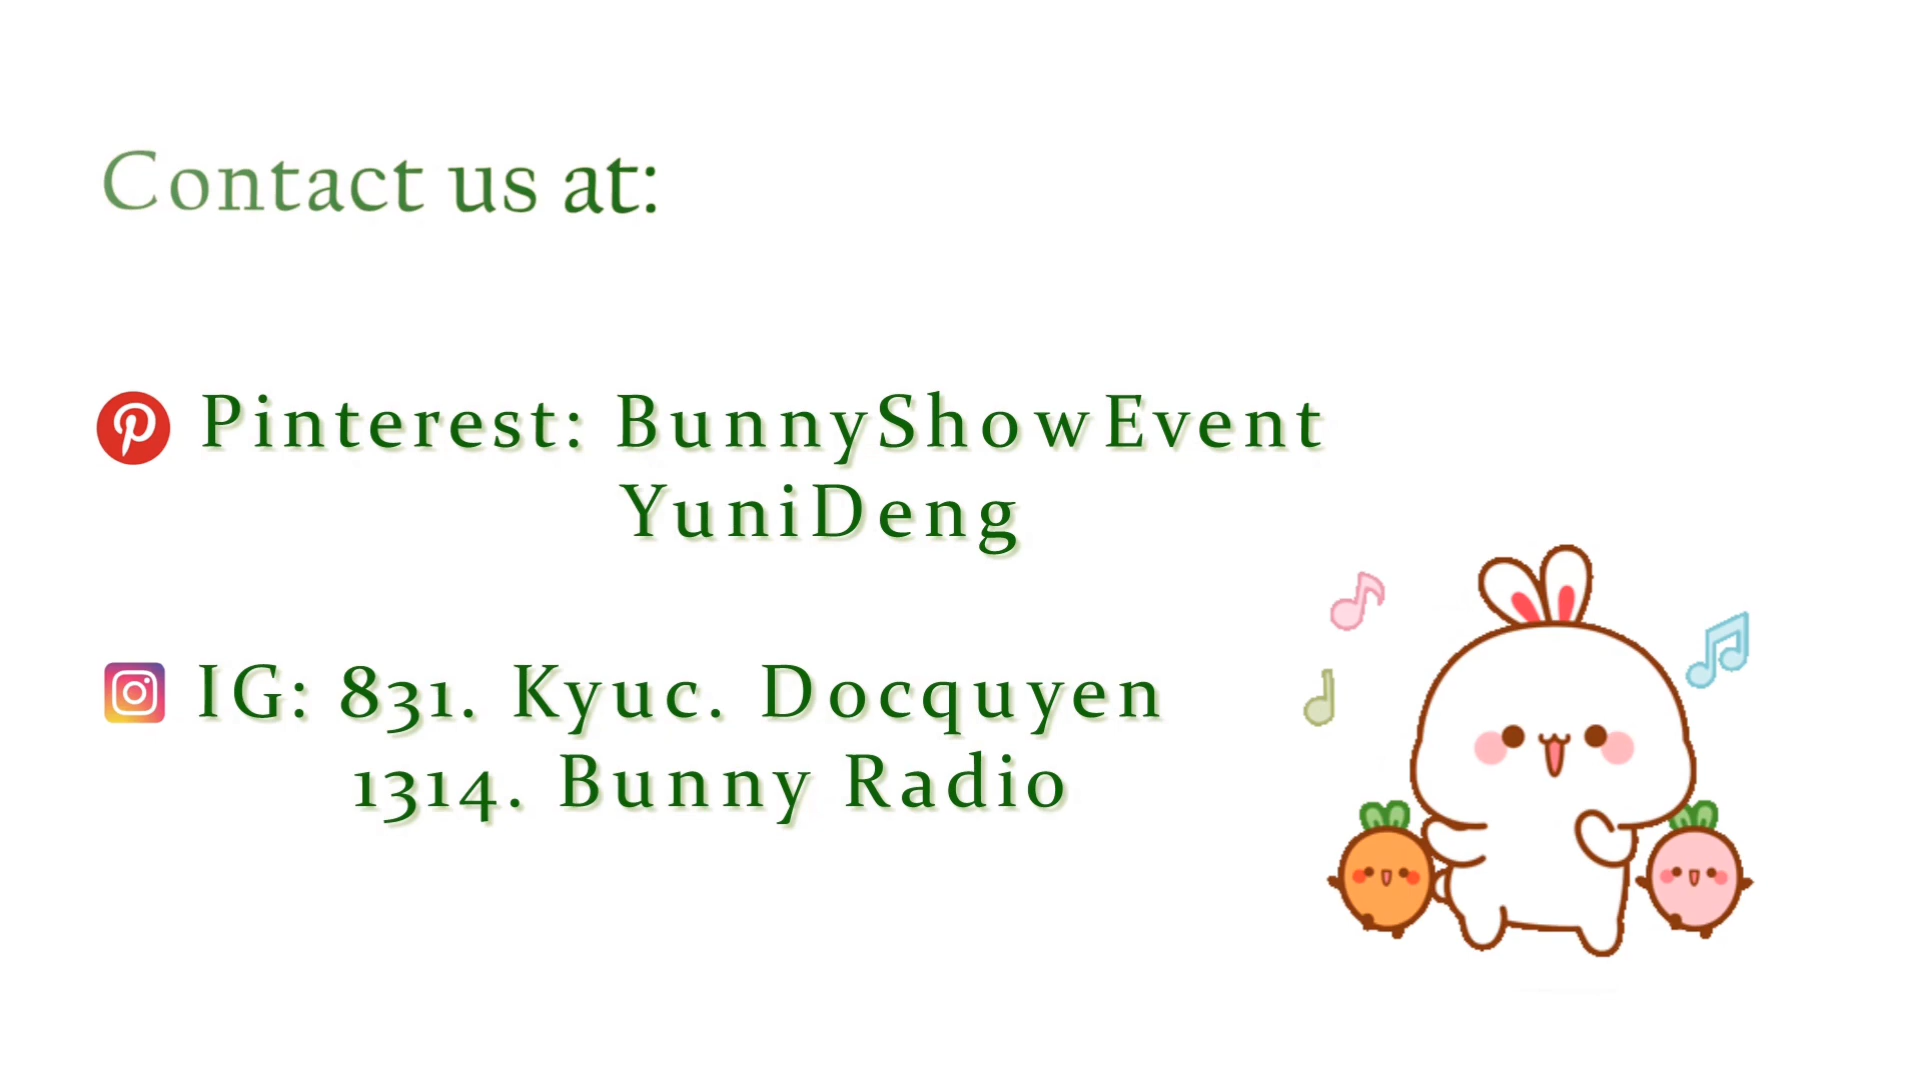 Contact us at:
Pinterest: BunnyShowEvent
YuniDeng
IG: 831. Kyuc. Docquyen
1314. Bunny Radio